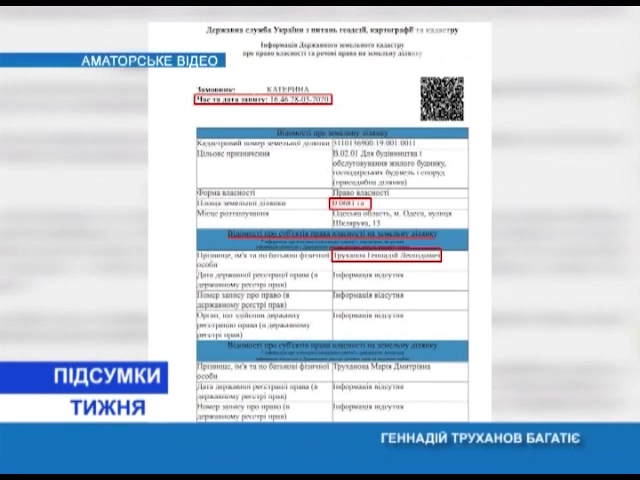 Державна служба України з питань геодезії, картографії та кадастру
Інформація Державного земельного кадастру
про право власності та речові права на земельну ділянку
АМАТОРСЬКЕ ВІДЕО
Замовник: КАТЕРИНА
Час та дата запиту: 16:46 28-05-2020
Відомості про земельну ділянку
Кадастровий номер земельної ділянки 5110136900:19:001:0011
Цільове призначення В.02.01 Для будівництва і
обслуговування жилого будинку,
господарських будівель і споруд
(присадибна ділянка)
Форма власності Право власності
Площа земельної ділянки 0.0681 га
Місце розташування Одеська область, м. Одеса, вулиця
15
Відомості про суб'єктів права власності на земельну ділянку
Прізвище, ім'я та по батькові фізичної Труханов Геннадій Леонідович
особи
Дата державної реєстрації права (в Інформація відсутня
державному реєстрі прав)
Номер запису про право (в Інформація відсутня
державному реєстрі прав)
Орган, що здійснив державну Інформація відсутня
реєстрацію права (в державному
реєстрі прав)
Відомості про суб'єктів права власності на земельну ділянку
Прізвище, ім'я та по батькові фізичної Труханова Марія Дмитрівна
особи
Дата державної реєстрації права (в Інформація відсутня
державному реєстрі прав)
Номер запису про право (в Інформація відсутня
державному реєстрі прав)
ПІДСУМКИ
ТИЖНЯ
ГЕННАДІЙ ТРУХАНОВ БАГАТІЄ